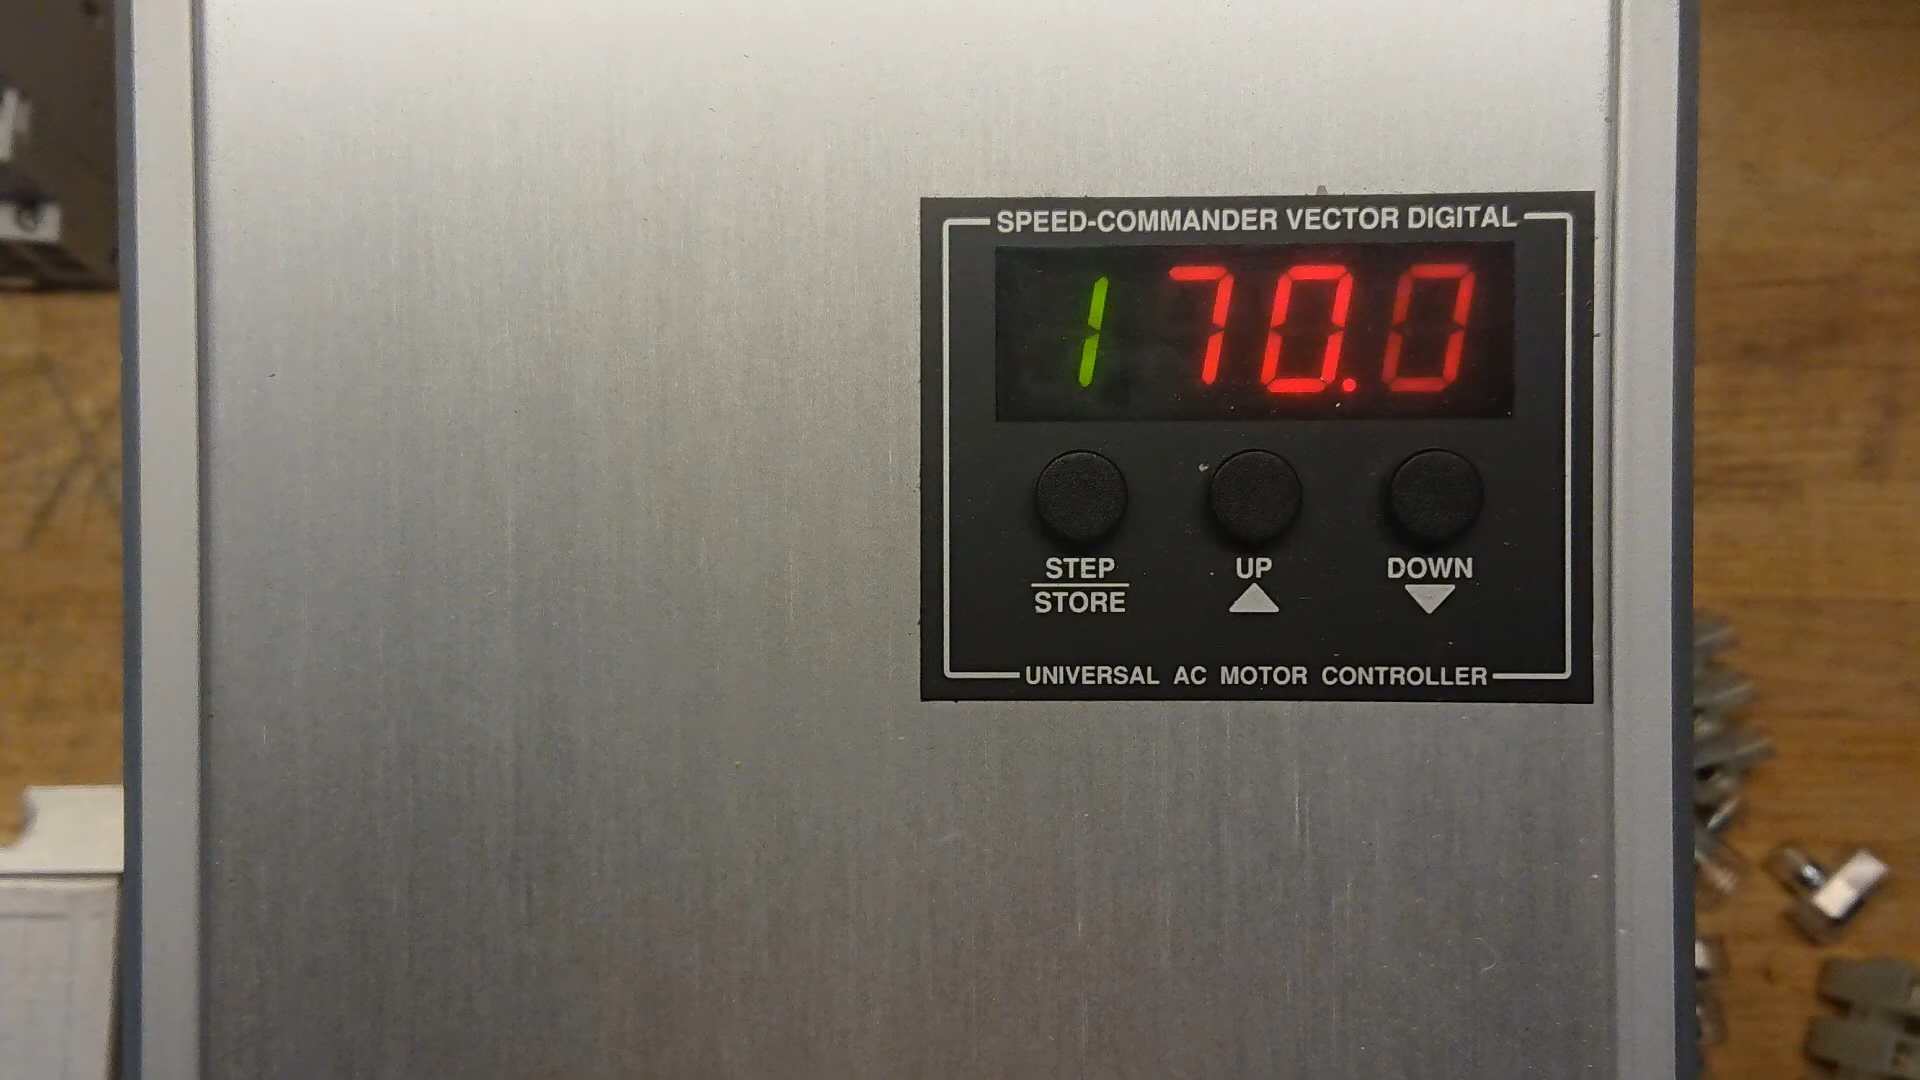 SPEED-COMMANDER VECTOR DIGITAL
1 70.0
STEP UP DOWN
STORE
UNIVERSAL AC MOTOR CONTROLLER